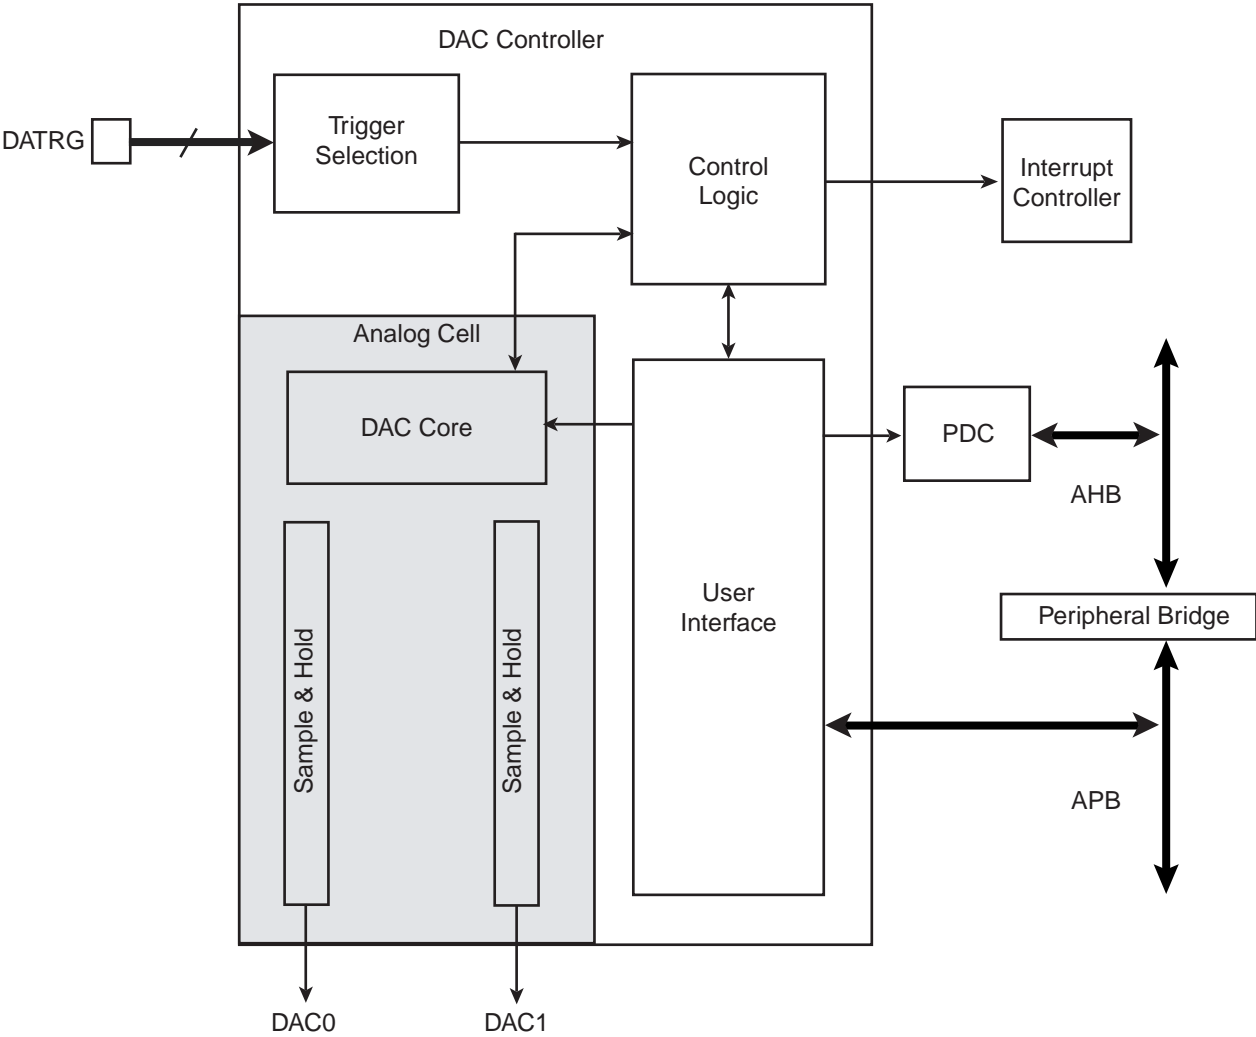 DAC Controller
DATRG
Trigger
Selection
Control
Logic
Interrupt
Controller
Analog Cell
DAC Core
PDC
AHB
User
Interface
Peripheral Bridge
Sample & Hold
Sample & Hold
APB
DAC0
DAC1